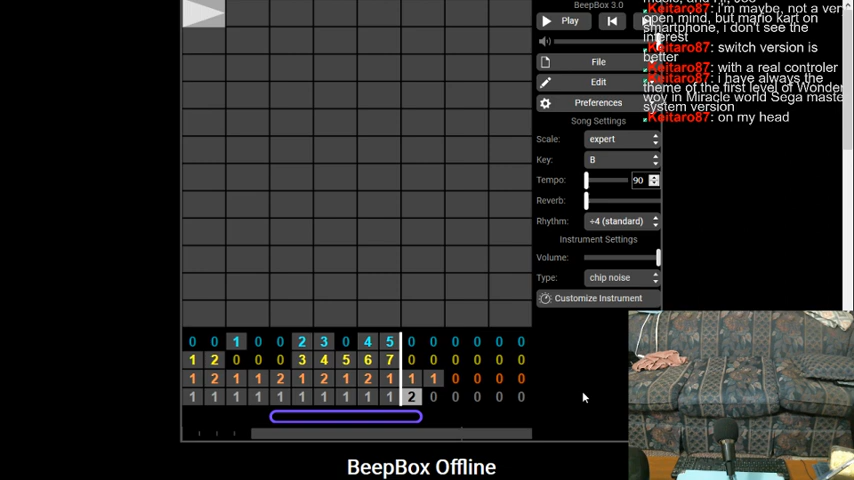 BeepBox 3.0
Play
File
Edit
Preferences
Song Settings
Scale: expert
Key: B
Tempo: 90
Reverb:
Rhythm: ÷4 (standard)
Instrument Settings
Volume:
Type: chip noise
Customize Instrument
Keitaro87: i'm maybe, not a very
open mind, but mario kart on
smartphone, i don't see the
interest
Keitaro87: switch version is
better
Keitaro87: with a real controler
Keitaro87: i have always the
theme of the first level of Wonder
woy in Miracle world Sega master
system version
Keitaro87: on my head
0 0 1 0 0 2 3 0 4 5 0 0 0 0 0 0
1 2 0 0 0 3 4 5 6 7 0 0 0 0 0 0
1 2 1 1 2 1 2 1 2 1 1 1 0 0 0 0
1 1 1 1 1 1 1 1 1 1 2 0 0 0 0 0
BeepBox Offline